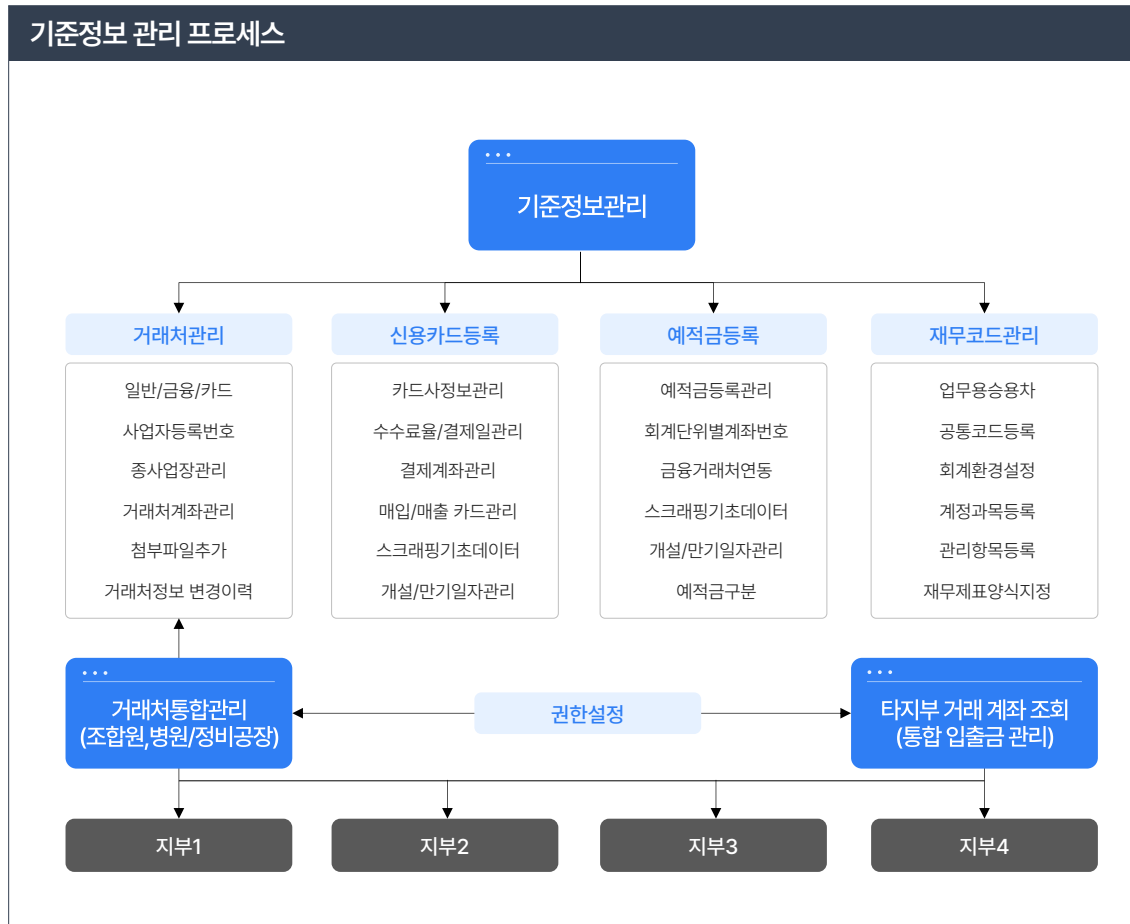 기준정보 관리 프로세스
기준정보관리
거래처관리
일반/금융/카드
사업자등록번호
종사업장관리
거래처계좌관리
첨부파일추가
거래처정보 변경이력
신용카드등록
카드사정보관리
수수료율/결제일관리
결제계좌관리
매입/매출 카드관리
스크래핑기초데이터
개설/만기일자관리
예적금등록
예적금등록관리
회계단위별계좌번호
금융거래처연동
스크래핑기초데이터
개설/만기일자관리
예적금구분
재무코드관리
업무용승용차
공통코드등록
회계환경설정
계정과목등록
관리항목등록
재무제표양식지정
거래처통합관리
(조합원,병원/정비공장)
권한설정
타지부 거래 계좌 조회
(통합 입출금 관리)
지부1
지부2
지부3
지부4